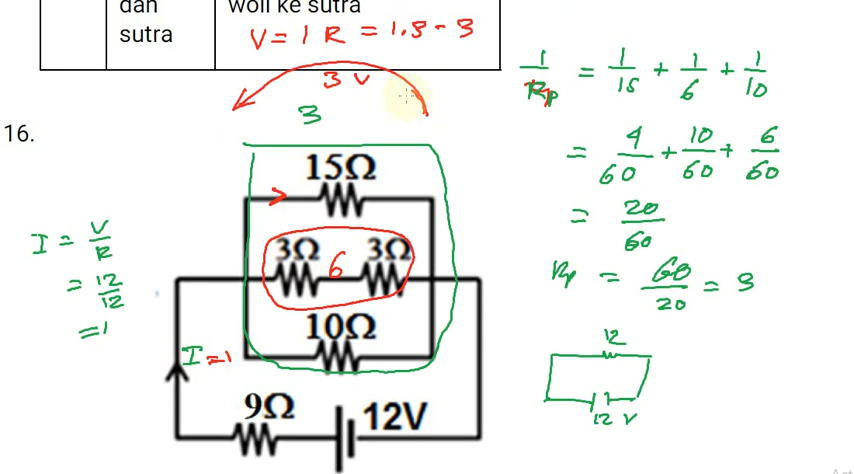 dan
sutra
woll ke sutra
V = I R = 1.3 = 3
3 V
3
16.
15Ω
3Ω 3Ω
6
10Ω
I = 1
9Ω
12V
I = V/R
= 12/12
= 1
1/Rp = 1/15 + 1/6 + 1/10
= 4/60 + 10/60 + 6/60
= 20/60
Rp = 60/20 = 3
12
12 V